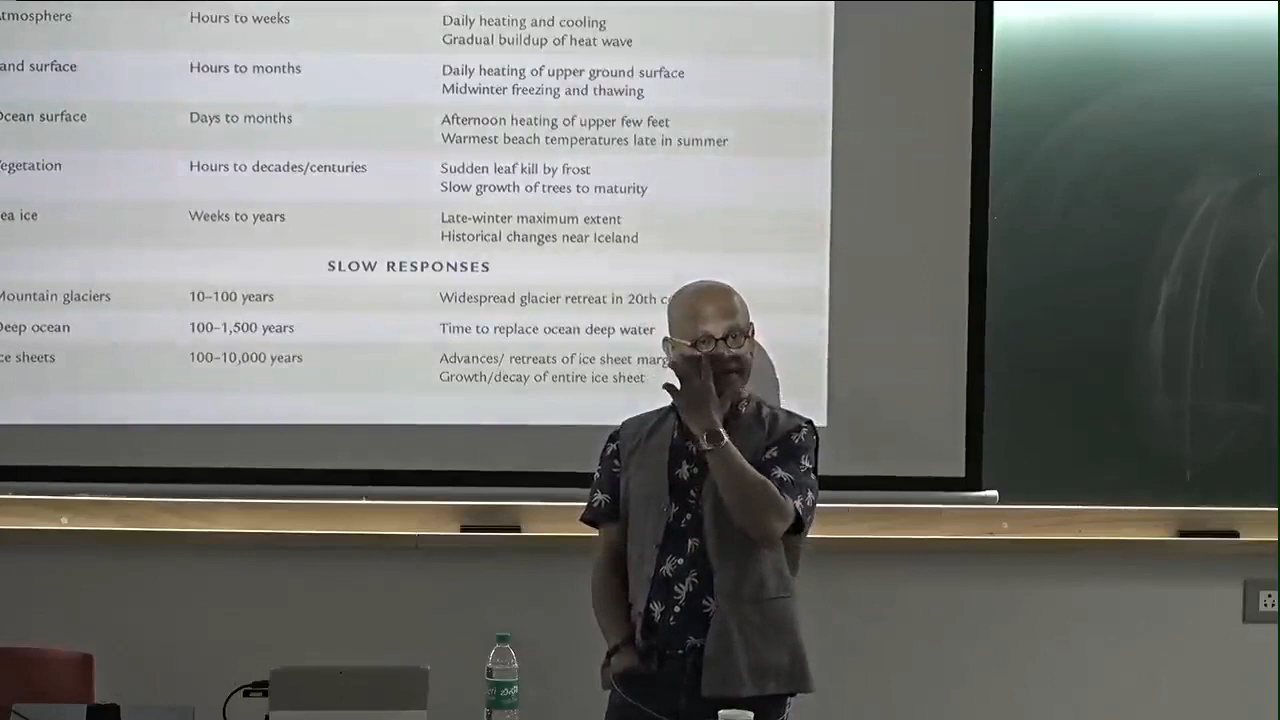 tmosphere Hours to weeks Daily heating and cooling
Gradual buildup of heat wave
and surface Hours to months Daily heating of upper ground surface
Midwinter freezing and thawing
Ocean surface Days to months Afternoon heating of upper few feet
Warmest beach temperatures late in summer
egetation Hours to decades/centuries Sudden leaf kill by frost
Slow growth of trees to maturity
ea ice Weeks to years Late-winter maximum extent
Historical changes near Iceland
SLOW RESPONSES
Mountain glaciers 10–100 years Widespread glacier retreat in 20th c
Deep ocean 100–1,500 years Time to replace ocean deep water
ce sheets 100–10,000 years Advances/ retreats of ice sheet marg
Growth/decay of entire ice sheet